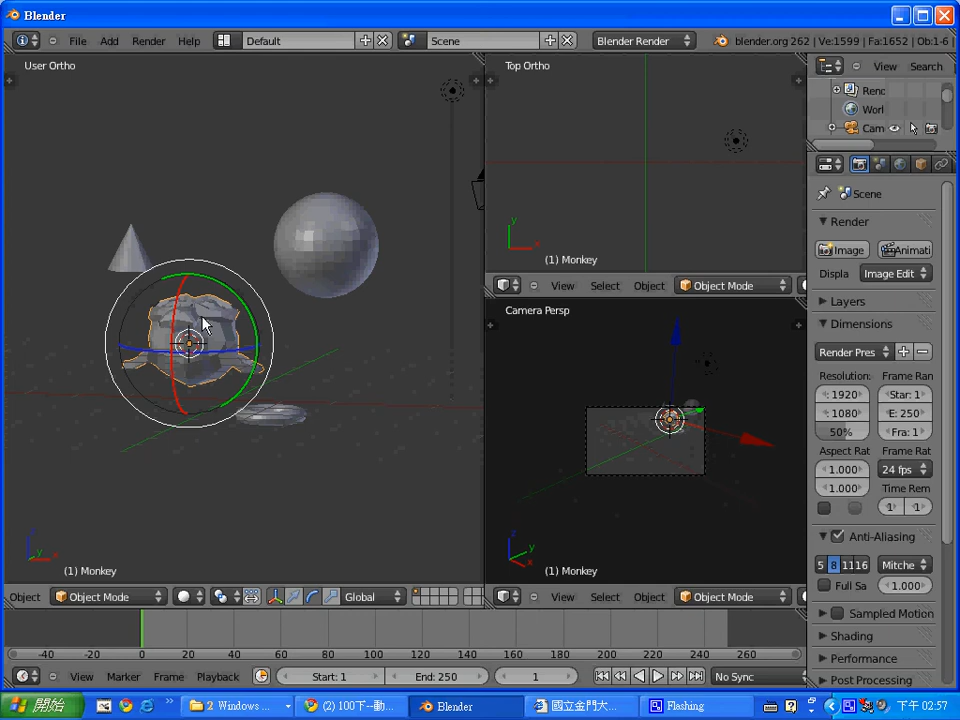 Blender
File Add Render Help Default Scene Blender Render blender.org 262 | Ve:1599 | Fa:1652 | Ob:1-6 |
User Ortho
Top Ortho
View Search
Renc
Worl
Cam
Scene
Render
Image Animati
Displa Image Edit
(1) Monkey
View Select Object Object Mode
Layers
Camera Persp
Dimensions
Render Pres
Resolution: Frame Ran
: 1920 Star: 1
: 1080 E: 250
50% Fra: 1
Aspect Rat Frame Rat
1.000 24 fps
1.000 Time Rem
1 1
Anti-Aliasing
5 8 11 16 Mitche
Full Sa 1.000
(1) Monkey
(1) Monkey
Object Object Mode Global
View Select Object Object Mode
Sampled Motion
Shading
-40 -20 0 20 40 60 80 100 120 140 160 180 200 220 240 260
Performance
View Marker Frame Playback Start: 1 End: 250 1 No Sync
Post Processing
開始 2 Windows ... (2) 100下--動... Blender 國立金門大... Flashing 下午 02:57